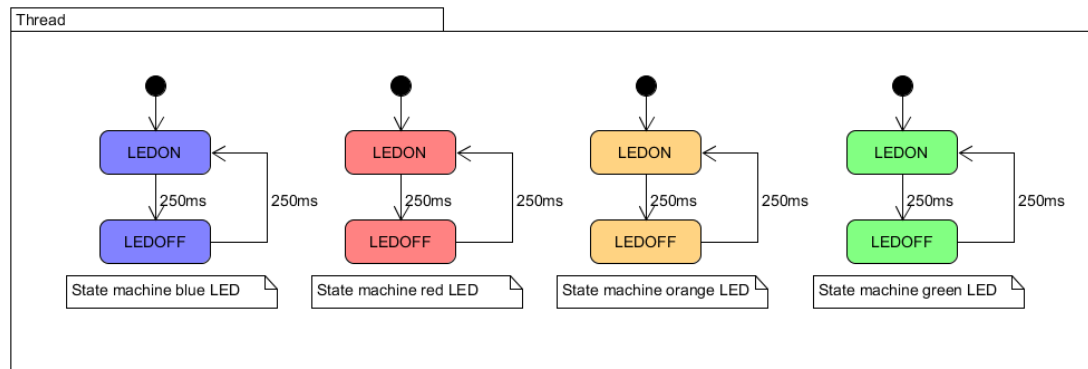 Thread
LEDON
LEDON
LEDON
LEDON
250ms
250ms
250ms
250ms
250ms
250ms
250ms
250ms
LEDOFF
LEDOFF
LEDOFF
LEDOFF
State machine blue LED
State machine red LED
State machine orange LED
State machine green LED